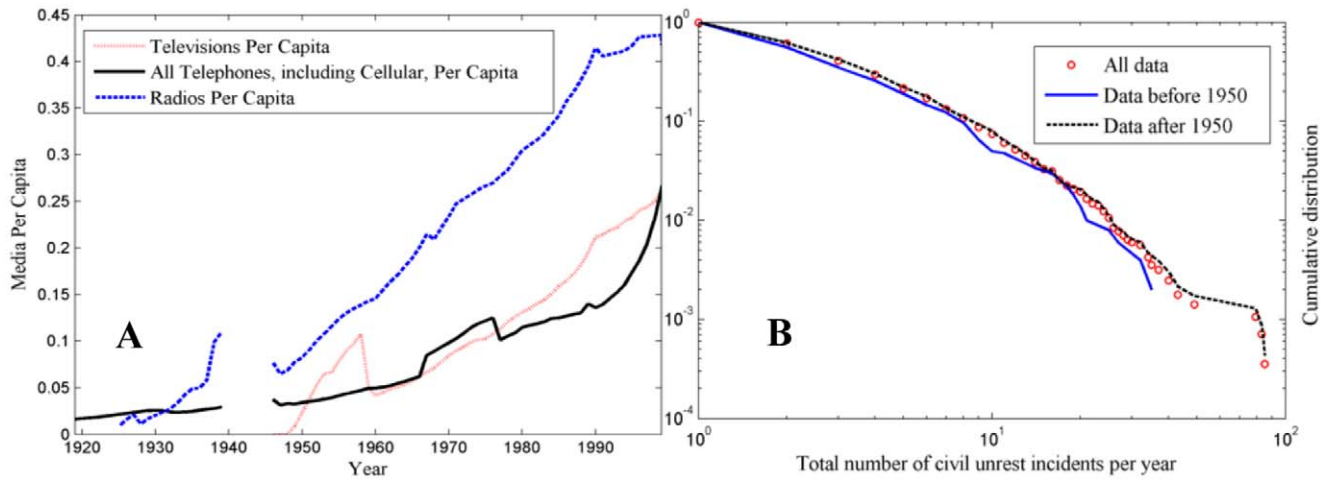 0.45
0.4
0.35
0.3
0.25
0.2
0.15
0.1
0.05
0
Media Per Capita
Televisions Per Capita
All Telephones, including Cellular, Per Capita
Radios Per Capita
A
1920 1930 1940 1950 1960 1970 1980 1990
Year
10^0
10^-1
10^-2
10^-3
10^-4
All data
Data before 1950
Data after 1950
B
Cumulative distribution
10^0 10^1 10^2
Total number of civil unrest incidents per year